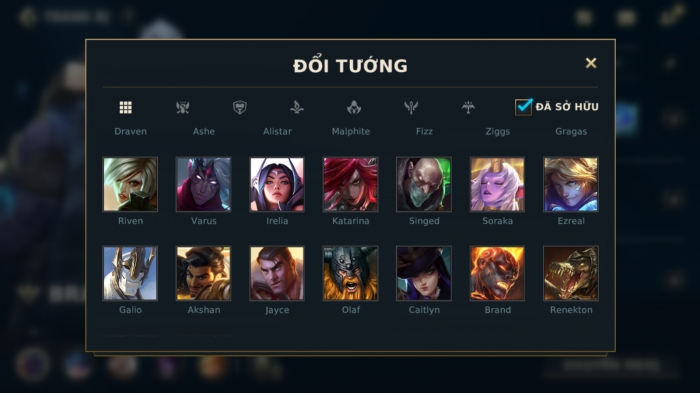 ĐỔI TƯỚNG
ĐÃ SỞ HỮU
Draven Ashe Alistar Malphite Fizz Ziggs Gragas
Riven Varus Irelia Katarina Singed Soraka Ezreal
Galio Akshan Jayce Olaf Caitlyn Brand Renekton